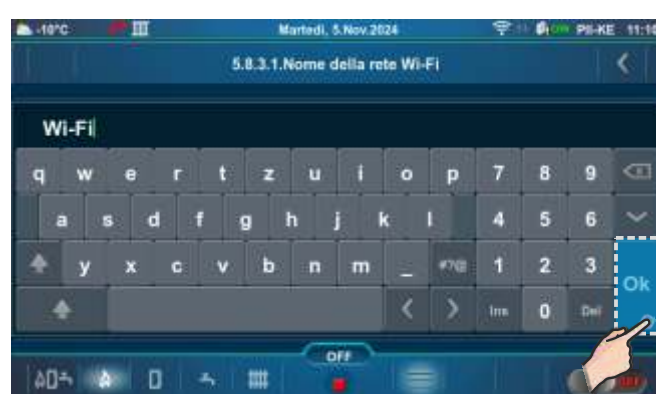 -10°C Martedì, 5.Nov.2024 PII-KE 11:10
5.8.3.1.Nome della rete Wi-Fi
Wi-Fi
q w e r t z u i o p 7 8 9
a s d f g h j k l 4 5 6
y x c v b n m _ #?@ 1 2 3 Ok
Ins 0 Del
OFF
OFF